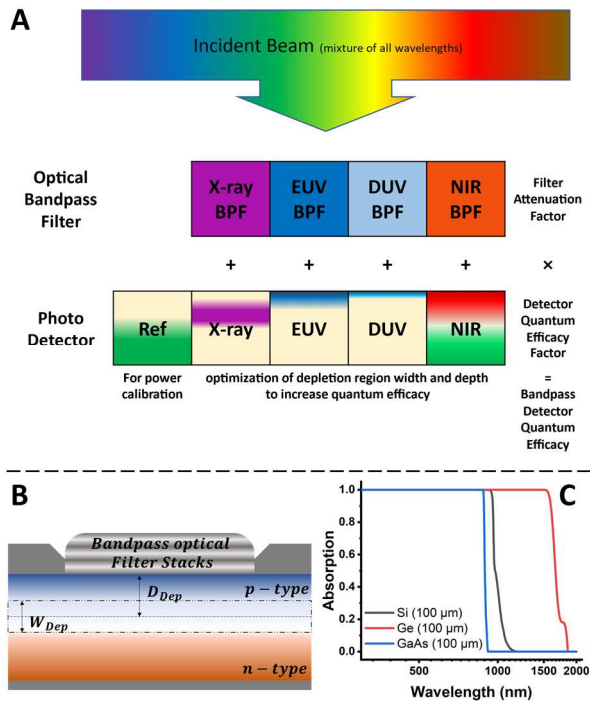 A
Incident Beam (mixture of all wavelengths)
Optical
Bandpass
Filter
X-ray
BPF
EUV
BPF
DUV
BPF
NIR
BPF
Filter
Attenuation
Factor
+ + + + ×
Photo
Detector
Ref
X-ray
EUV
DUV
NIR
Detector
Quantum
Efficacy
Factor
For power
calibration
optimization of depletion region width and depth
to increase quantum efficacy
=
Bandpass
Detector
Quantum
Efficacy
B
Bandpass optical
Filter Stacks
D_Dep
p-type
W_Dep
n-type
C
Absorption
1.0
0.8
0.6
0.4
0.2
0.0
Si (100 μm)
Ge (100 μm)
GaAs (100 μm)
500 1000 1500 2000
Wavelength (nm)